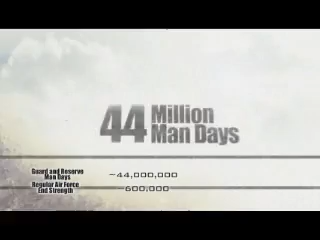 44 Million
Man Days
Guard and Reserve
Man Days
~44,000,000
Regular Air Force
End Strength
600,000